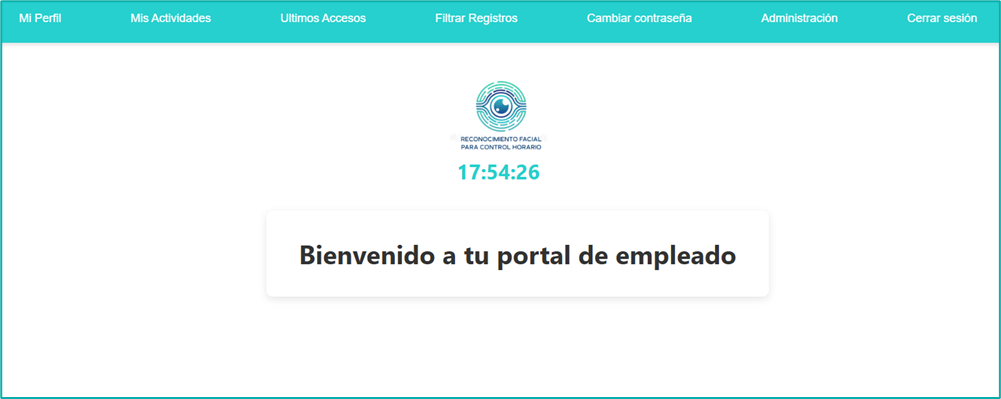 Mi Perfil
Mis Actividades
Ultimos Accesos
Filtrar Registros
Cambiar contraseña
Administración
Cerrar sesión
RECONOCIMIENTO FACIAL
PARA CONTROL HORARIO
17:54:26
Bienvenido a tu portal de empleado